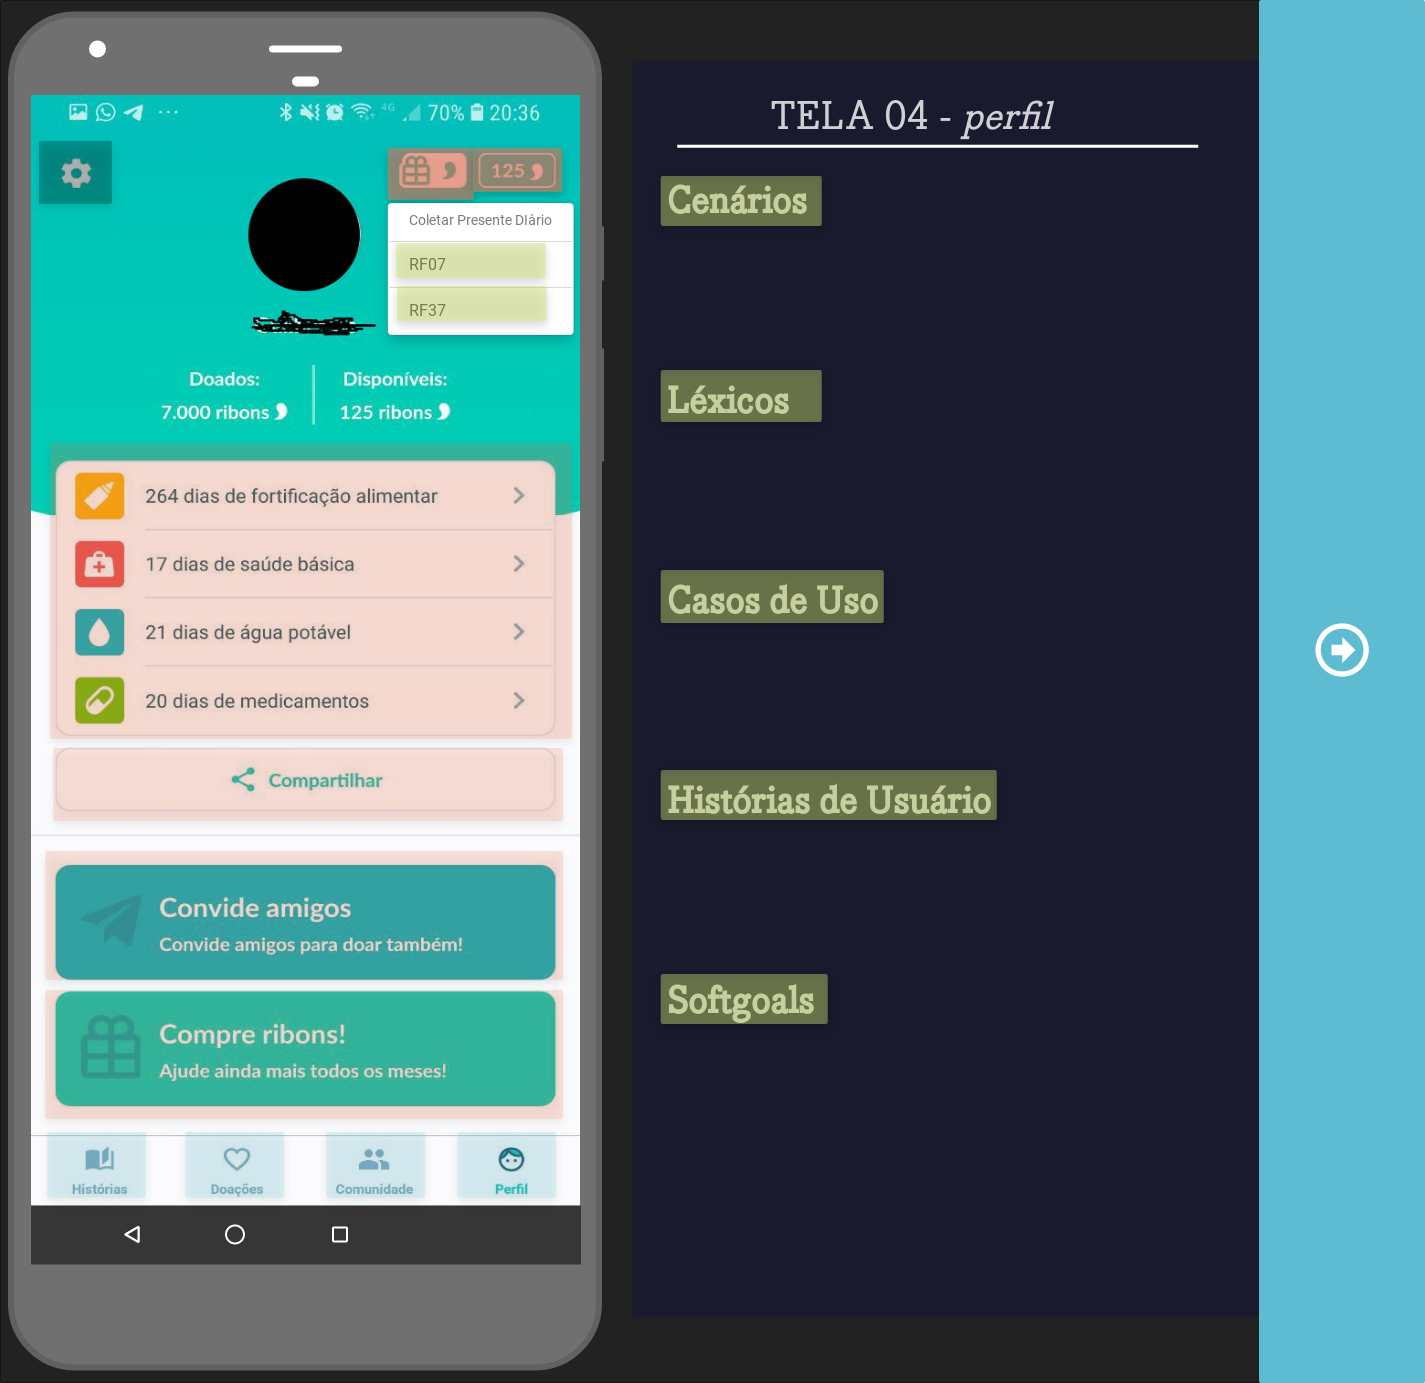 4G 70% 20:36
125
Coletar Presente DIário
RF07
RF37
Doados:
7.000 ribons
Disponíveis:
125 ribons
264 dias de fortificação alimentar
17 dias de saúde básica
21 dias de água potável
20 dias de medicamentos
Compartilhar
Convide amigos
Convide amigos para doar também!
Compre ribons!
Ajude ainda mais todos os meses!
Histórias
Doações
Comunidade
Perfil
TELA 04 - perfil
Cenários
Léxicos
Casos de Uso
Histórias de Usuário
Softgoals